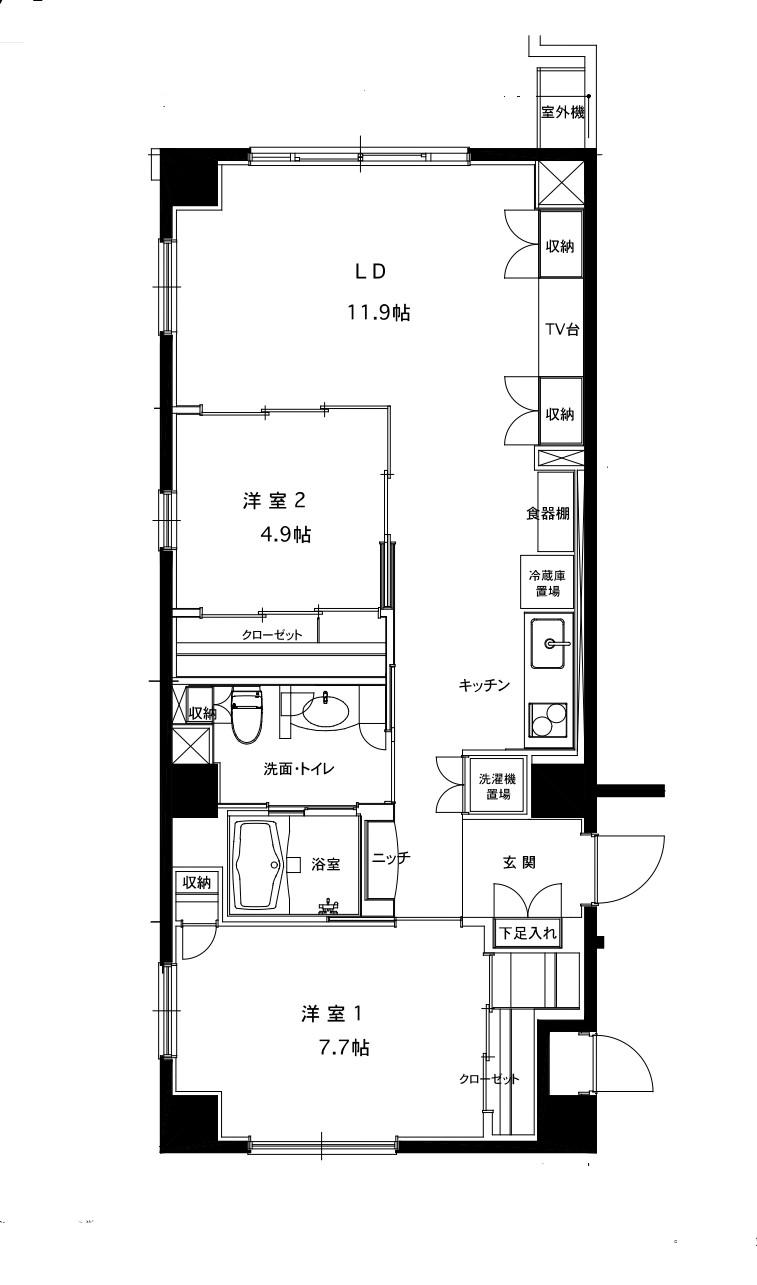 室外機
収納
LD
11.9帖
TV台
収納
洋室2
4.9帖
食器棚
冷蔵庫
置場
クローゼット
キッチン
収納
洗面・トイレ
洗濯機
置場
浴室
ニッチ
玄関
収納
下足入れ
洋室1
7.7帖
クローゼット